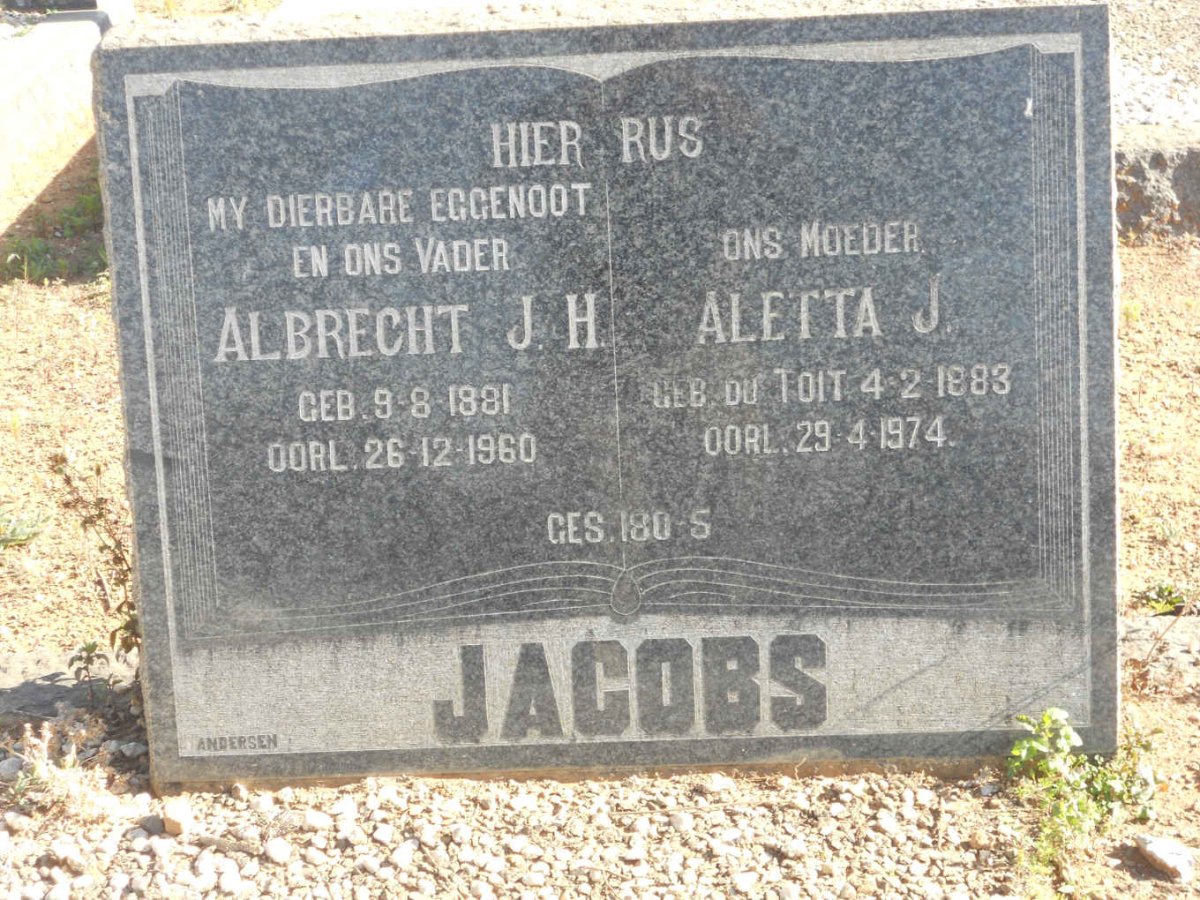 HIER RUS
MY DIERBARE EGGENOOT
EN ONS VADER
ALBRECHT J. H.
GEB. 9-8-1881
OORL. 26-12-1960
ONS MOEDER.
ALETTA J.
GEB. DU TOIT 4-2-1883
OORL. 29-4-1974.
GES. 180-5
JACOBS
ANDERSEN